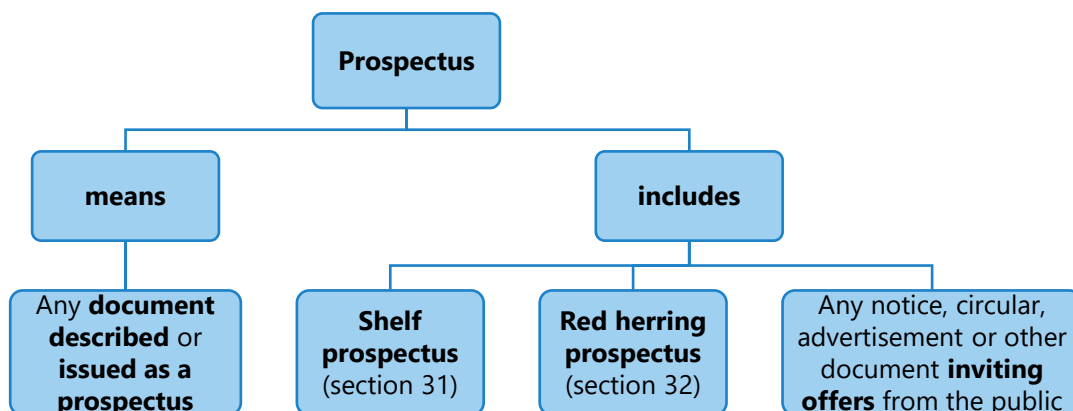 Prospectus
means
includes
Any document
described or
issued as a
prospectus
Shelf
prospectus
(section 31)
Red herring
prospectus
(section 32)
Any notice, circular,
advertisement or other
document inviting
offers from the public